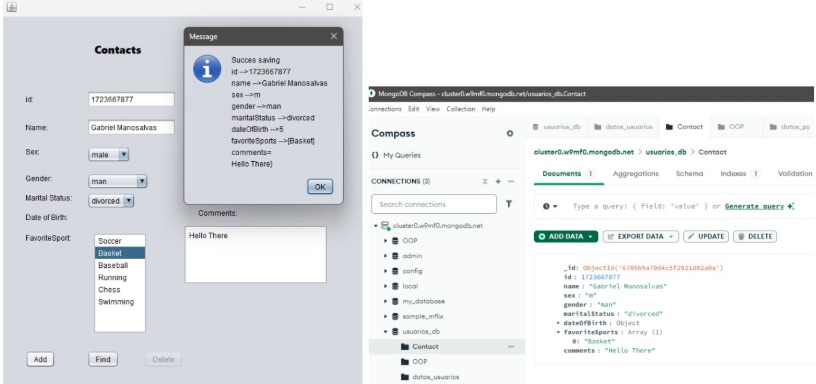 Contacts
id:
1723667877
Name:
Gabriel Manosalvas
Sex:
male
Gender:
man
Marital Status:
divorced
Date of Birth:
FavoriteSport:
Soccer
Basket
Baseball
Running
Chess
Swimming
Comments:
Hello There
Add
Find
Delete
Message
Succes saving
id -->1723667877
name -->Gabriel Manosalvas
sex -->m
gender -->man
maritalStatus -->divorced
dateOfBirth -->5
favoriteSports -->[Basket]
comments=
Hello There}
OK
MongoDB Compass - cluster0.w9mf0.mongodb.net/usuarios_db.Contact
Connections Edit View Collection Help
Compass
{} My Queries
CONNECTIONS (3)
Search connections
cluster0.w9mf0.mongodb.net
OOP
admin
config
local
my_database
sample_mflix
usuarios_db
Contact
OOP
datos_usuarios
usuarios_db
datos_usuarios
Contact
OOP
datos_py
cluster0.w9mf0.mongodb.net > usuarios_db > Contact
Documents 1 Aggregations Schema Indexes 1 Validation
Type a query: { field: 'value' } or Generate query
ADD DATA EXPORT DATA UPDATE DELETE
_id: ObjectId('6785b5a79d4c5f2921d02a0a')
id : 1723667877
name : "Gabriel Manosalvas"
sex : "m"
gender : "man"
maritalStatus : "divorced"
dateOfBirth : Object
favoriteSports : Array (1)
0: "Basket"
comments : "Hello There"